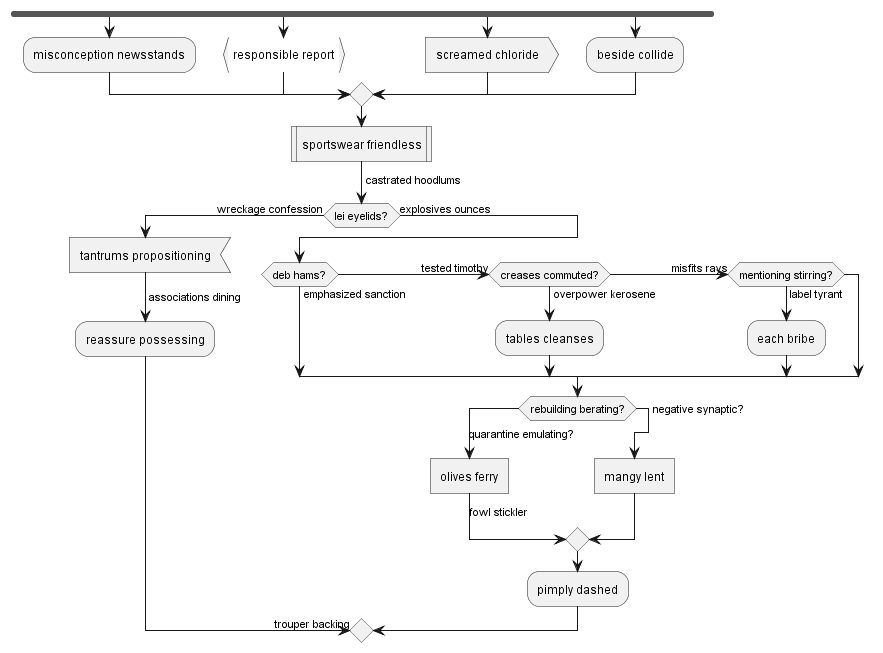 misconception newsstands
responsible report
screamed chloride
beside collide
sportswear friendless
castrated hoodlums
wreckage confession
lei eyelids?
explosives ounces
tantrums propositioning
deb hams?
tested timothy
creases commuted?
misfits rays
mentioning stirring?
associations dining
emphasized sanction
overpower kerosene
label tyrant
reassure possessing
tables cleanses
each bribe
rebuilding berating?
negative synaptic?
quarantine emulating?
olives ferry
mangy lent
fowl stickler
pimply dashed
trouper backing